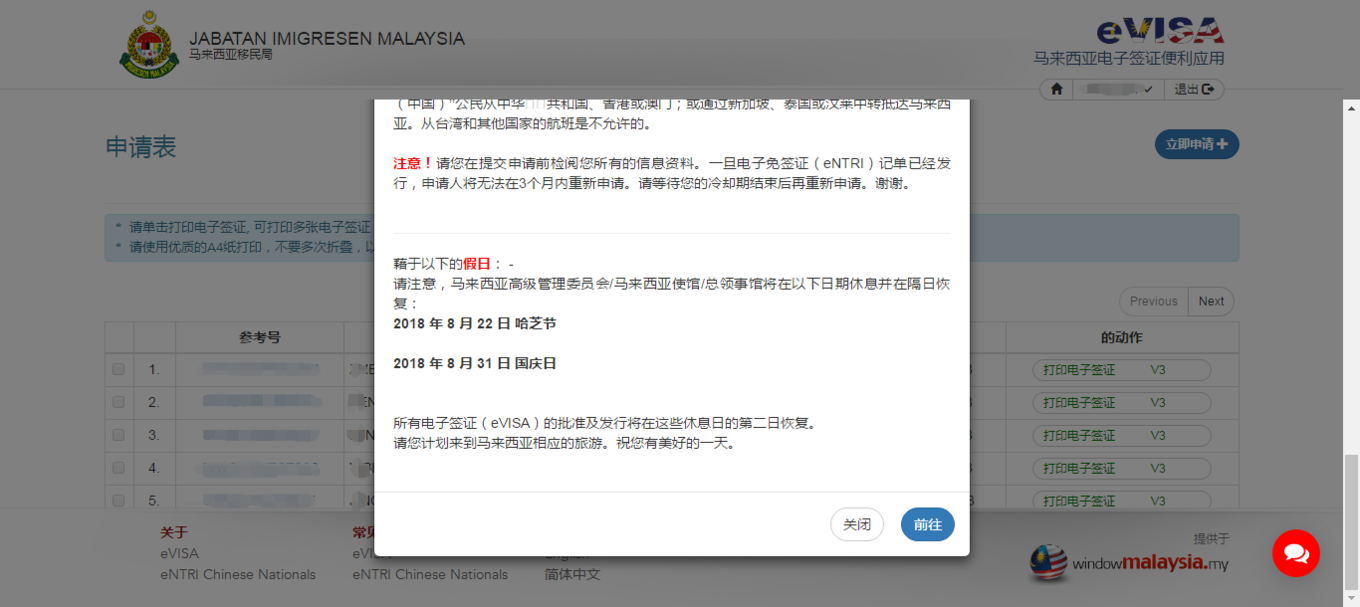 JABATAN IMIGRESEN MALAYSIA
马来西亚移民局
eVISA
马来西亚电子签证便利应用
退出
申请表
立即申请
* 请单击打印电子签证, 可打印多张电子签证
* 请使用优质的A4纸打印，不要多次折叠，以
（中国）"公民从中华 共和国、香港或澳门；或通过新加坡、泰国或汶莱中转抵达马来西
亚。从台湾和其他国家的航班是不允许的。
注意！请您在提交申请前检阅您所有的信息资料。一旦电子免签证（eNTRI）记单已经发
行，申请人将无法在3个月内重新申请。请等待您的冷却期结束后再重新申请。谢谢。
藉于以下的假日： -
请注意，马来西亚高级管理委员会/马来西亚使馆/总领事馆将在以下日期休息并在隔日恢
复：
2018 年 8 月 22 日 哈芝节
2018 年 8 月 31 日 国庆日
所有电子签证（eVISA）的批准及发行将在这些休息日的第二日恢复。
请您计划来到马来西亚相应的旅游。祝您有美好的一天。
关闭 前往
Previous Next
参考号 的动作
1. 打印电子签证 V3
2. 打印电子签证 V3
3. 打印电子签证 V3
4. 打印电子签证 V3
5. 打印电子签证 V3
关于
eVISA
eNTRI Chinese Nationals
eNTRI Chinese Nationals
简体中文
提供于
windowmalaysia.my